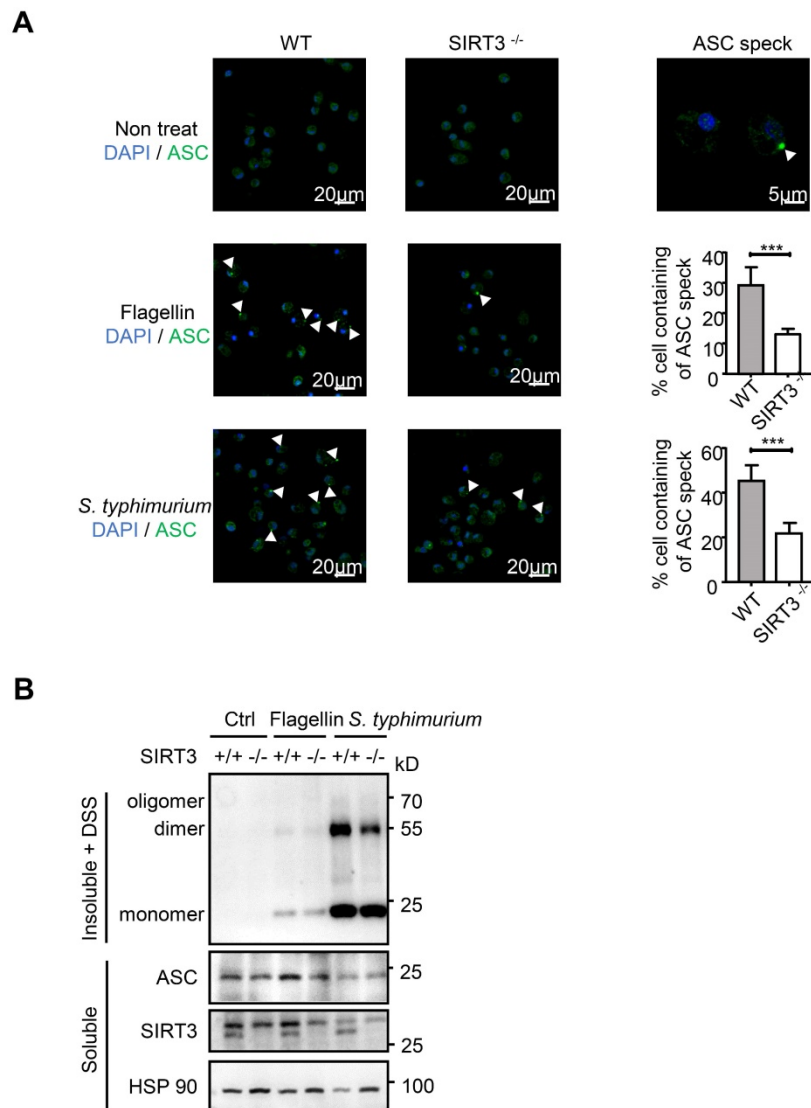 A
WT
SIRT3 -/-
ASC speck
Non treat
DAPI / ASC
20μm
20μm
5μm
Flagellin
DAPI / ASC
20μm
20μm
% cell containing
of ASC speck
40
30
20
10
0
***
WT
SIRT3 -/-
S. typhimurium
DAPI / ASC
20μm
20μm
% cell containing
of ASC speck
60
40
20
0
***
WT
SIRT3 -/-
B
Ctrl Flagellin S. typhimurium
SIRT3 +/+ -/- +/+ -/- +/+ -/- kD
Insoluble + DSS
oligomer 70
dimer 55
monomer 25
Soluble
ASC 25
SIRT3 25
HSP 90 100